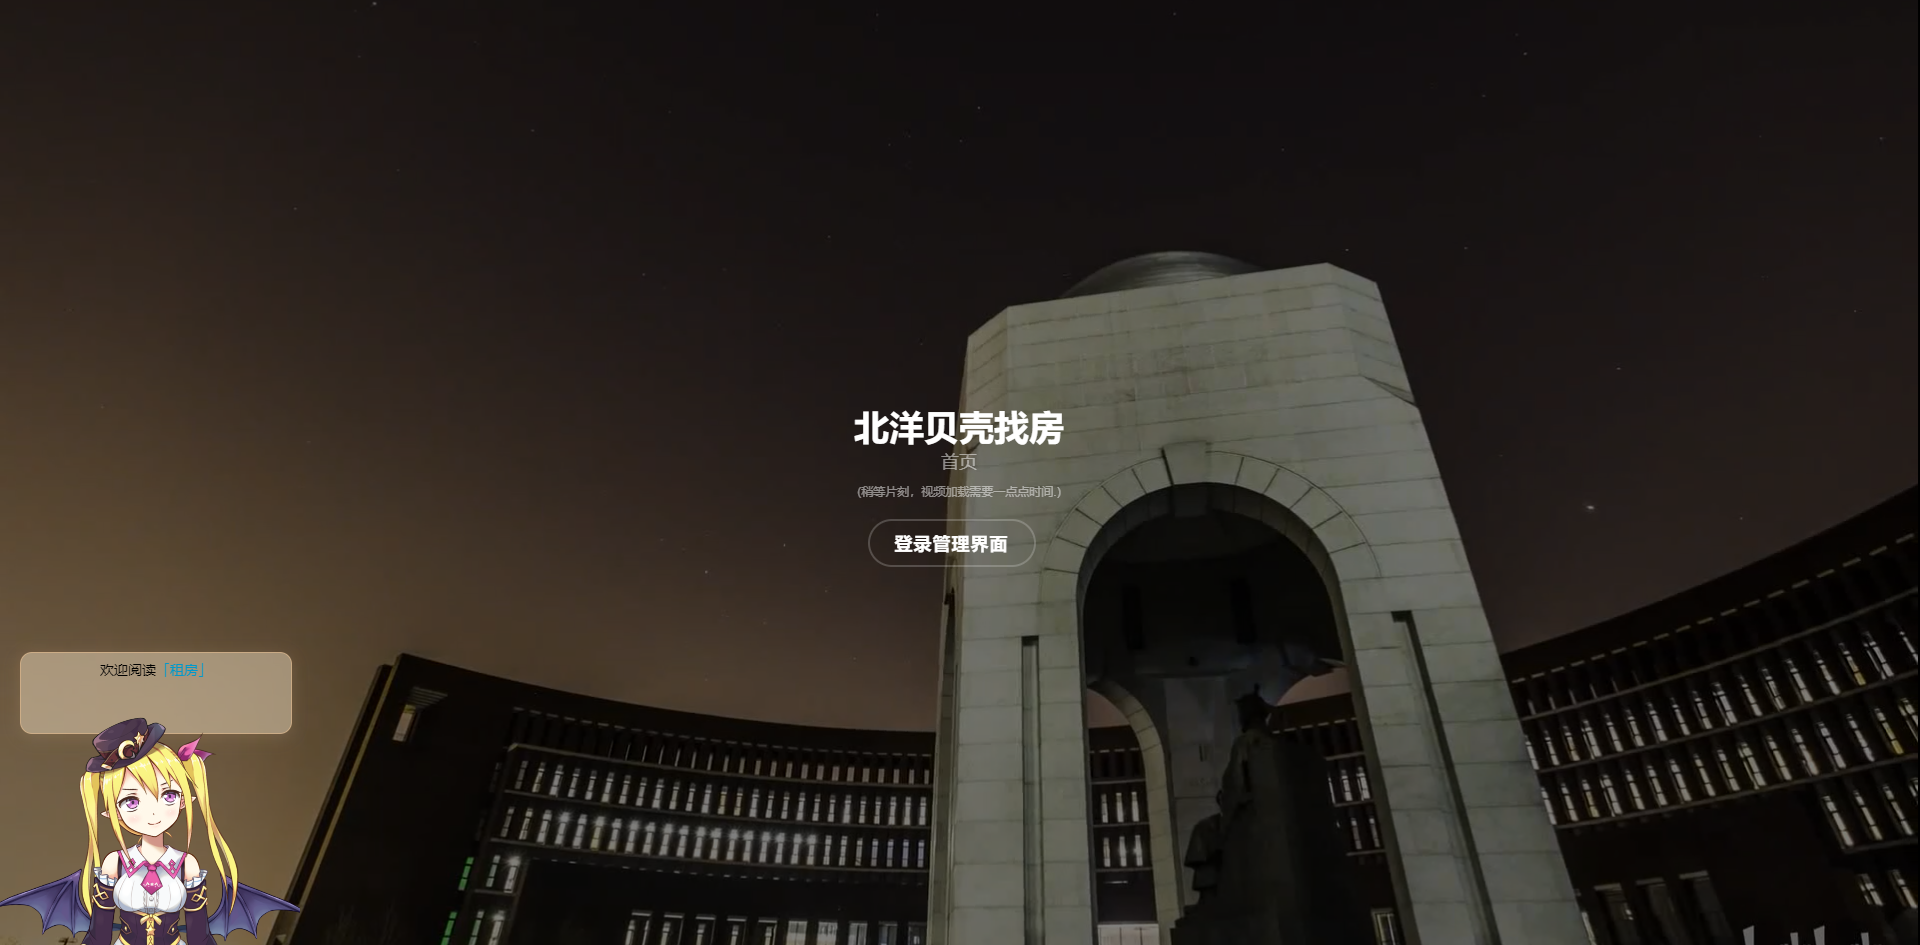 北洋贝壳找房
首页
(稍等片刻，视频加载需要一点点时间.)
登录管理界面
欢迎阅读「租房」